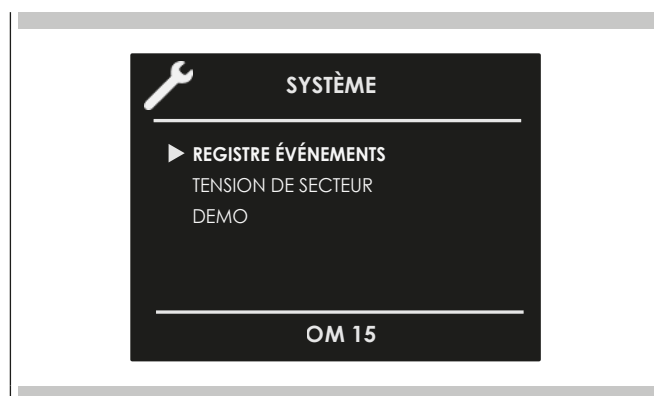 SYSTÈME
REGISTRE ÉVÉNEMENTS
TENSION DE SECTEUR
DEMO
OM 15